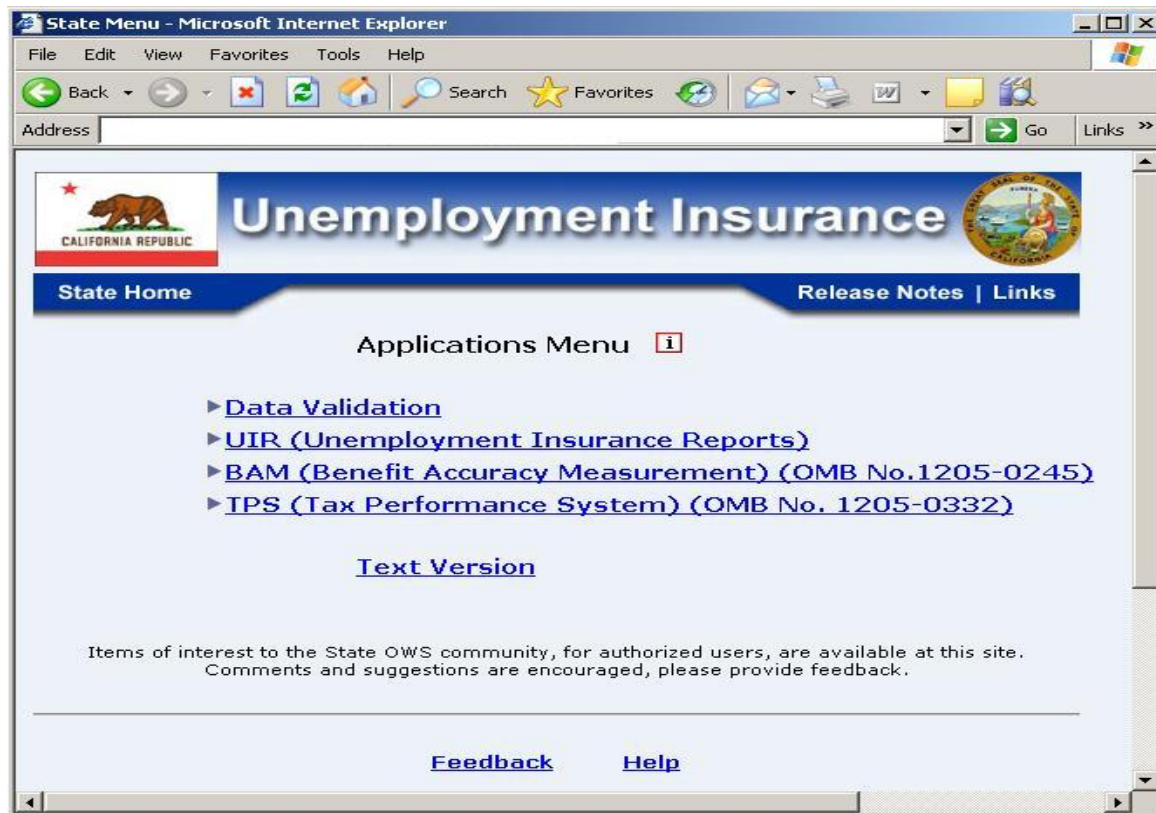 State Menu - Microsoft Internet Explorer
File Edit View Favorites Tools Help
Back Search Favorites
Address Go Links »
CALIFORNIA REPUBLIC
Unemployment Insurance
State Home Release Notes | Links
Applications Menu i
Data Validation
UIR (Unemployment Insurance Reports)
BAM (Benefit Accuracy Measurement) (OMB No.1205-0245)
TPS (Tax Performance System) (OMB No. 1205-0332)
Text Version
Items of interest to the State OWS community, for authorized users, are available at this site.
Comments and suggestions are encouraged, please provide feedback.
Feedback Help